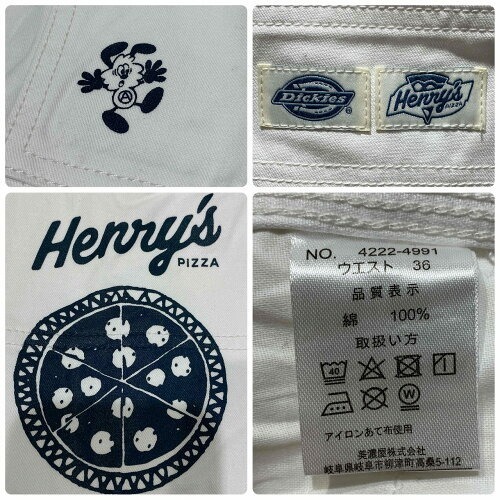 Dickies
®
Henry's
PIZZA
Henry's
PIZZA
NO. 4222-4991
ウエスト 36
品質表示
綿 100%
取扱い方
40
W
アイロンあて布使用
美濃屋株式会社
岐阜県岐阜市柳津町高桑5-112